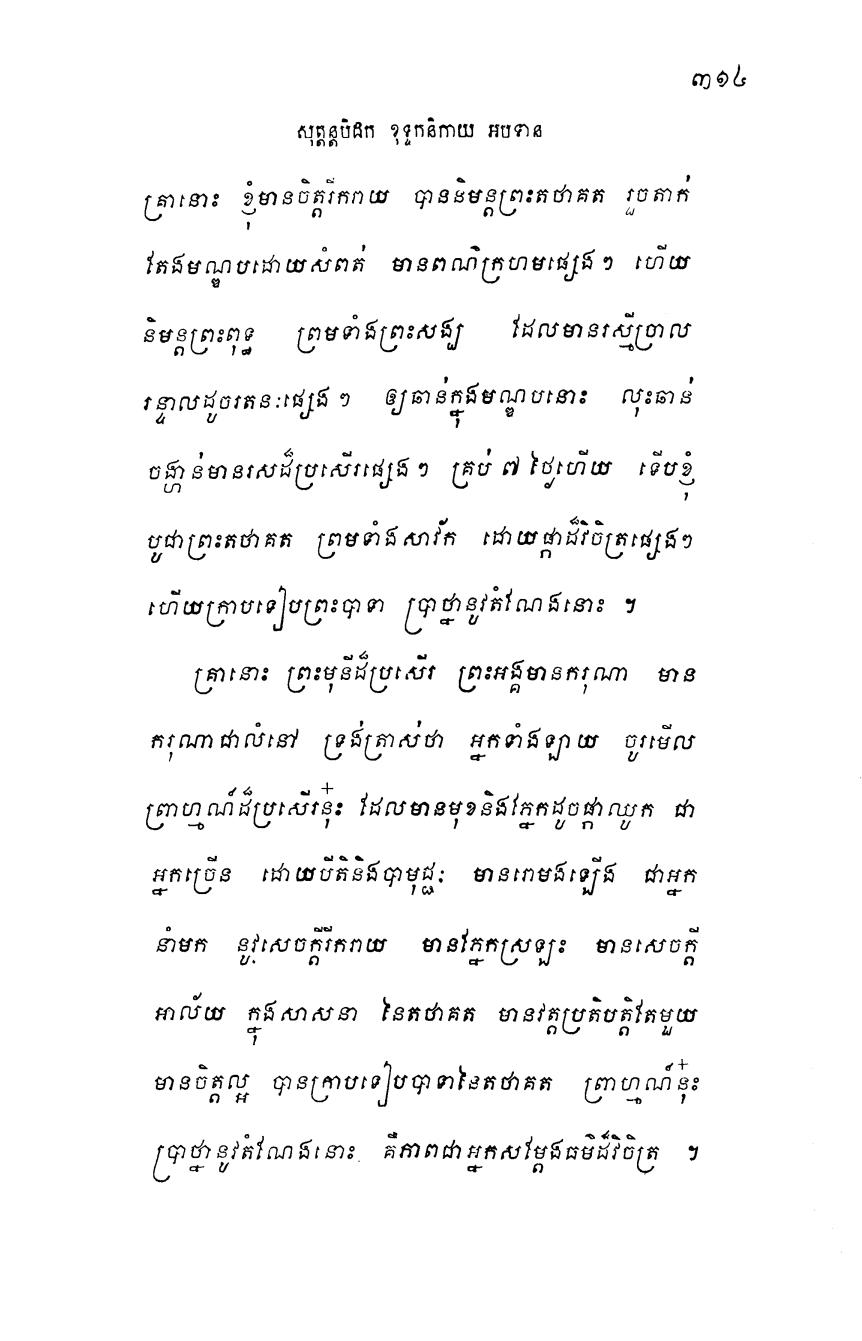 ៣១៤
សុត្តន្តបិដក ខុទ្ទកនិកាយ អបទាន
គ្រានោះ ខ្ញុំមានចិត្តរីករាយ បាននិមន្តព្រះតថាគត រួចតាក់
តែងមណ្ឌបដោយសំពត់ មានពណ៌ក្រហមផ្សេងៗ ហើយ
និមន្តព្រះពុទ្ធ ព្រមទាំងព្រះសង្ឃ ដែលមានរស្មីច្រាល
រន្ទាលដូចរតនៈផ្សេងៗ ឲ្យឆាន់ក្នុងមណ្ឌបនោះ លុះឆាន់
ចង្ហាន់មានរសដ៏ប្រសើរផ្សេងៗ គ្រប់ ៧ ថ្ងៃហើយ ទើបខ្ញុំ
បូជាព្រះតថាគត ព្រមទាំងសាវ័ក ដោយផ្កាដ៏វិចិត្រផ្សេងៗ
ហើយក្រាបទៀបព្រះបាទា ប្រាថ្នានូវតំណែងនោះ ។
គ្រានោះ ព្រះមុនីដ៏ប្រសើរ ព្រះអង្គមានករុណា មាន
ករុណាជាលំនៅ ទ្រង់ត្រាស់ថា អ្នកទាំងឡាយ ចូរមើល
ព្រាហ្មណ៍ដ៏ប្រសើរនុ៎ះ ដែលមានមុខនិងភ្នែកដូចផ្កាឈូក ជា
អ្នកច្រើន ដោយបីតិនិងបាមុជ្ជៈ មានរោមងឡើង ជាអ្នក
នាំមក នូវសេចក្តីរីករាយ មានភ្នែកស្រឡះ មានសេចក្តី
អាល័យ ក្នុងសាសនា នៃតថាគត មានវត្តប្រតិបត្តិតែមួយ
មានចិត្តល្អ បានក្រាបទៀបបាទានៃតថាគត ព្រាហ្មណ៍នុ៎ះ
ប្រាថ្នានូវតំណែងនោះ គឺភាពជាអ្នកសម្តែងធម៌ដ៏វិចិត្រ ។